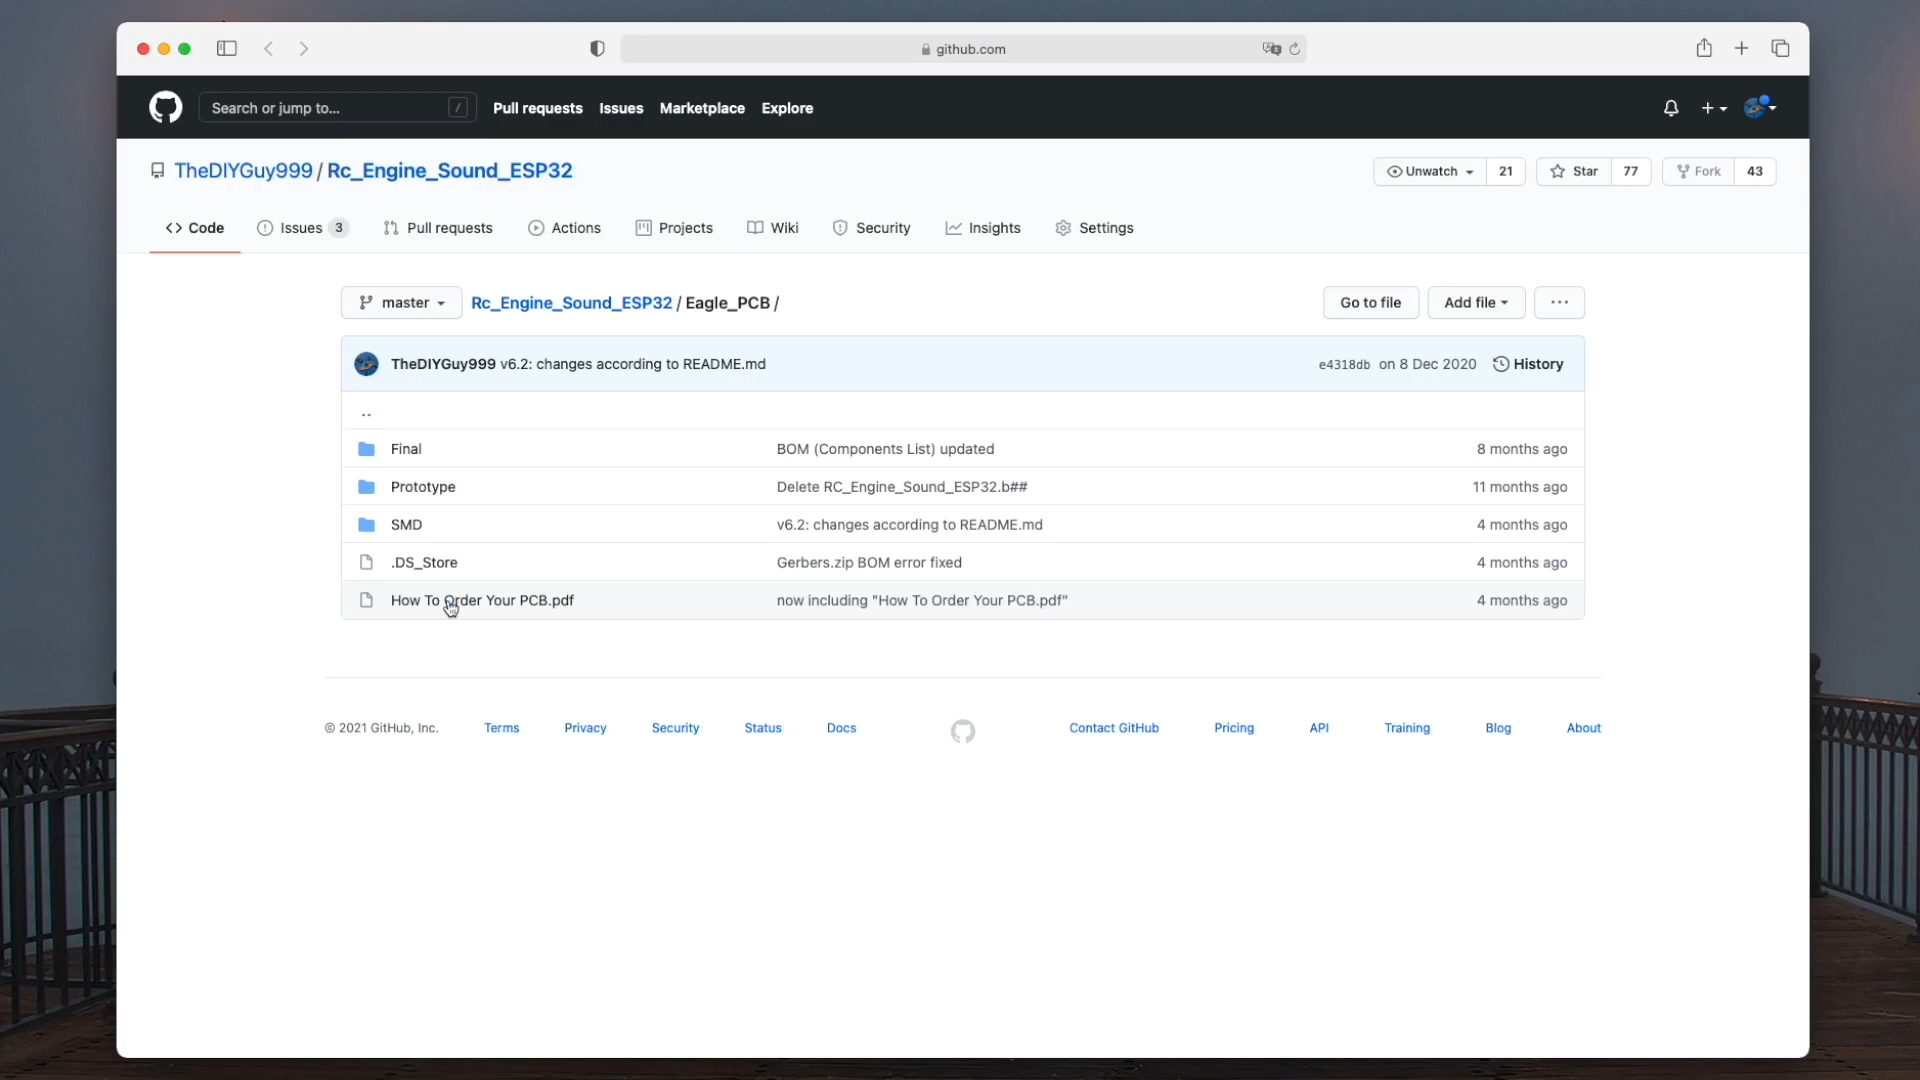 github.com
Search or jump to... /
Pull requests Issues Marketplace Explore
TheDIYGuy999 / Rc_Engine_Sound_ESP32
Unwatch 21 Star 77 Fork 43
Code Issues 3 Pull requests Actions Projects Wiki Security Insights Settings
master Rc_Engine_Sound_ESP32 / Eagle_PCB / Go to file Add file ...
TheDIYGuy999 v6.2: changes according to README.md e4318db on 8 Dec 2020 History
..
Final BOM (Components List) updated 8 months ago
Prototype Delete RC_Engine_Sound_ESP32.b## 11 months ago
SMD v6.2: changes according to README.md 4 months ago
.DS_Store Gerbers.zip BOM error fixed 4 months ago
How To Order Your PCB.pdf now including "How To Order Your PCB.pdf" 4 months ago
© 2021 GitHub, Inc. Terms Privacy Security Status Docs Contact GitHub Pricing API Training Blog About